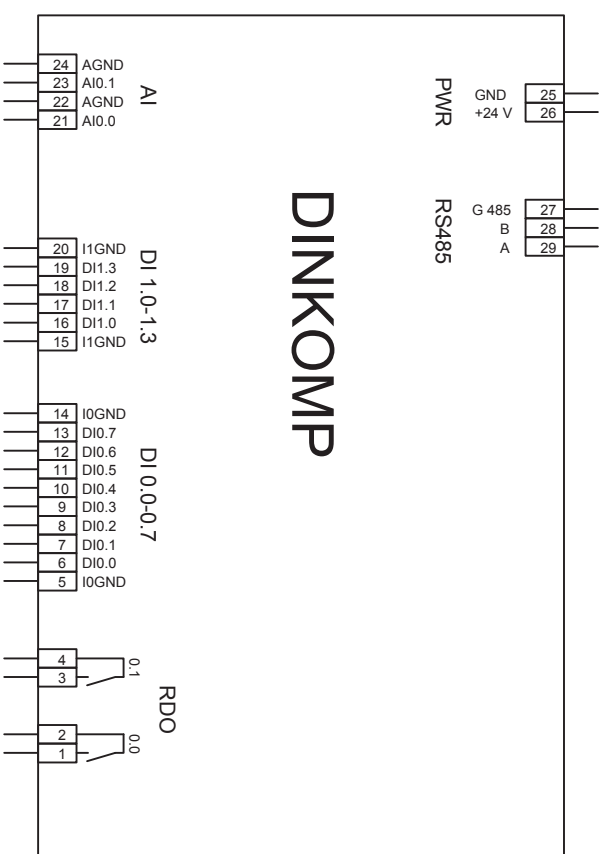 24 AGND
23 AI0.1
22 AGND
21 AI0.0
AI
20 I1GND
19 DI1.3
18 DI1.2
17 DI1.1
16 DI1.0
15 I1GND
DI 1.0-1.3
14 I0GND
13 DI0.7
12 DI0.6
11 DI0.5
10 DI0.4
9 DI0.3
8 DI0.2
7 DI0.1
6 DI0.0
5 I0GND
DI 0.0-0.7
4
3
0.1
RDO
2
1
0.0
DINKOMP
PWR
GND 25
+24 V 26
RS485
G 485 27
B 28
A 29